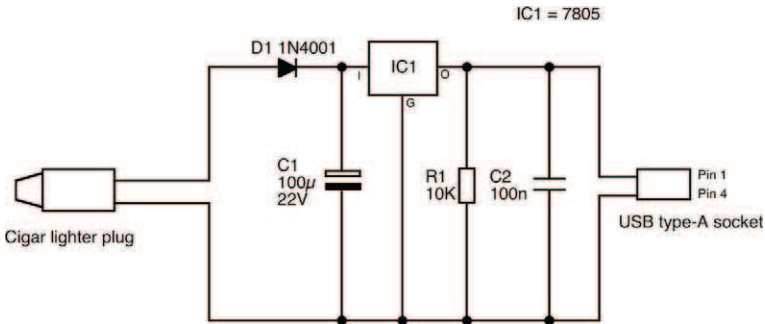 IC1 = 7805
D1 1N4001
I
IC1
O
G
C1
100µ
22V
R1
10K
C2
100n
Pin 1
Pin 4
USB type-A socket
Cigar lighter plug